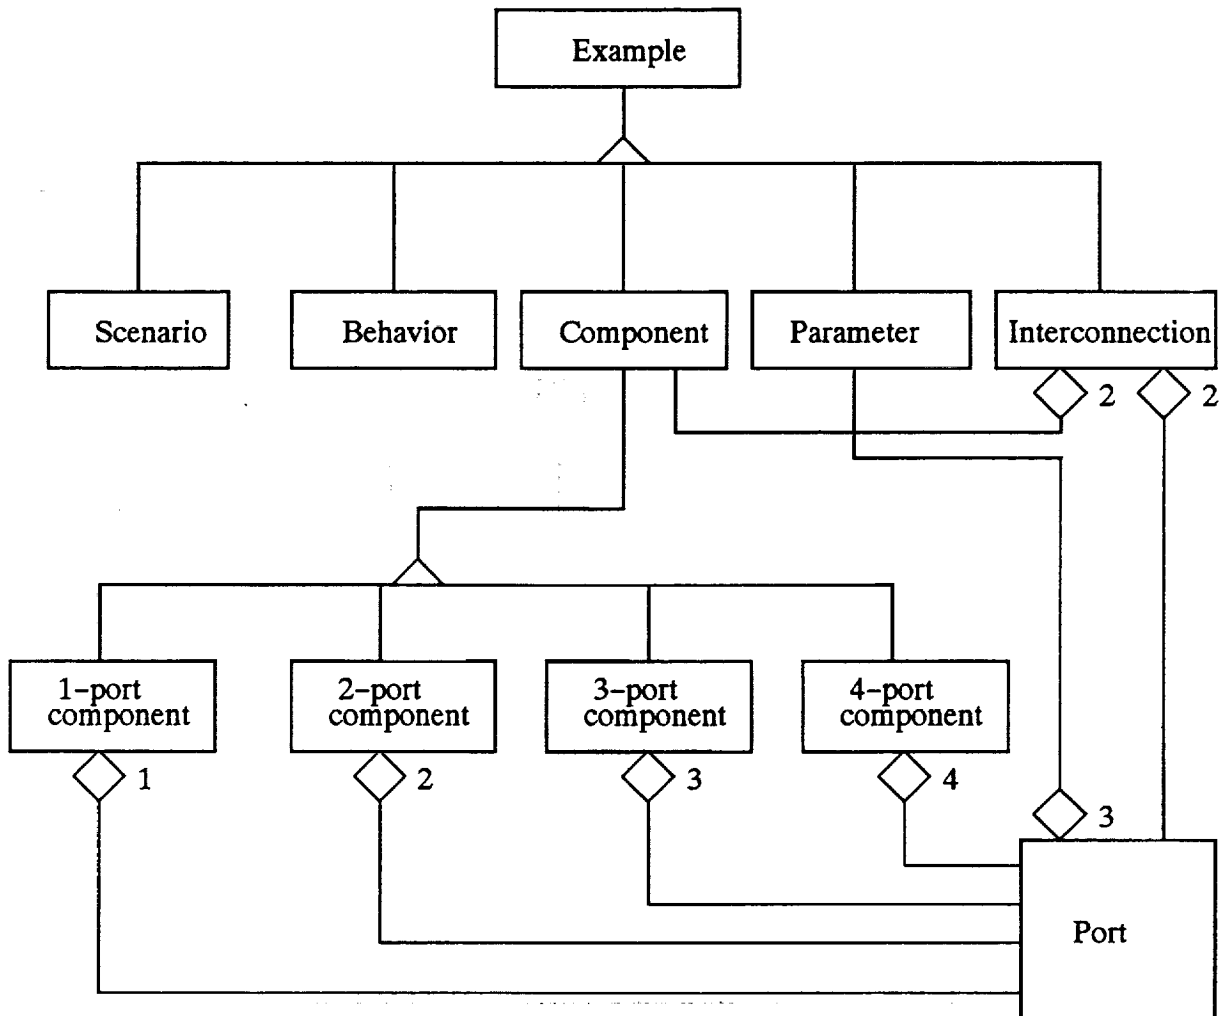 Example
Scenario
Behavior
Component
Parameter
Interconnection
2
2
1-port
component
2-port
component
3-port
component
4-port
component
1
2
3
4
3
Port